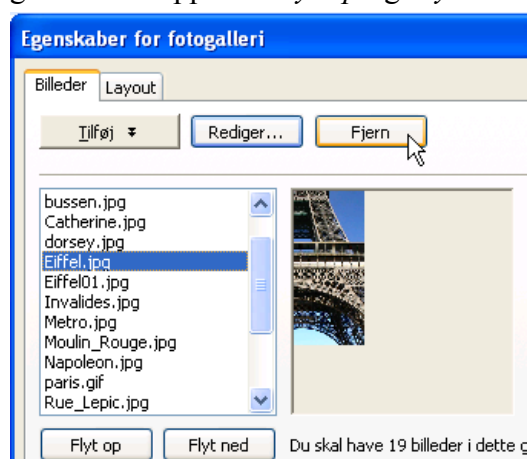 Egenskaber for fotogalleri
Billeder Layout
Tilføj Rediger... Fjern
bussen.jpg
Catherine.jpg
dorsey.jpg
Eiffel.jpg
Eiffel01.jpg
Invalides.jpg
Metro.jpg
Moulin_Rouge.jpg
Napoleon.jpg
paris.gif
Rue_Lepic.jpg
Flyt op Flyt ned Du skal have 19 billeder i dette g